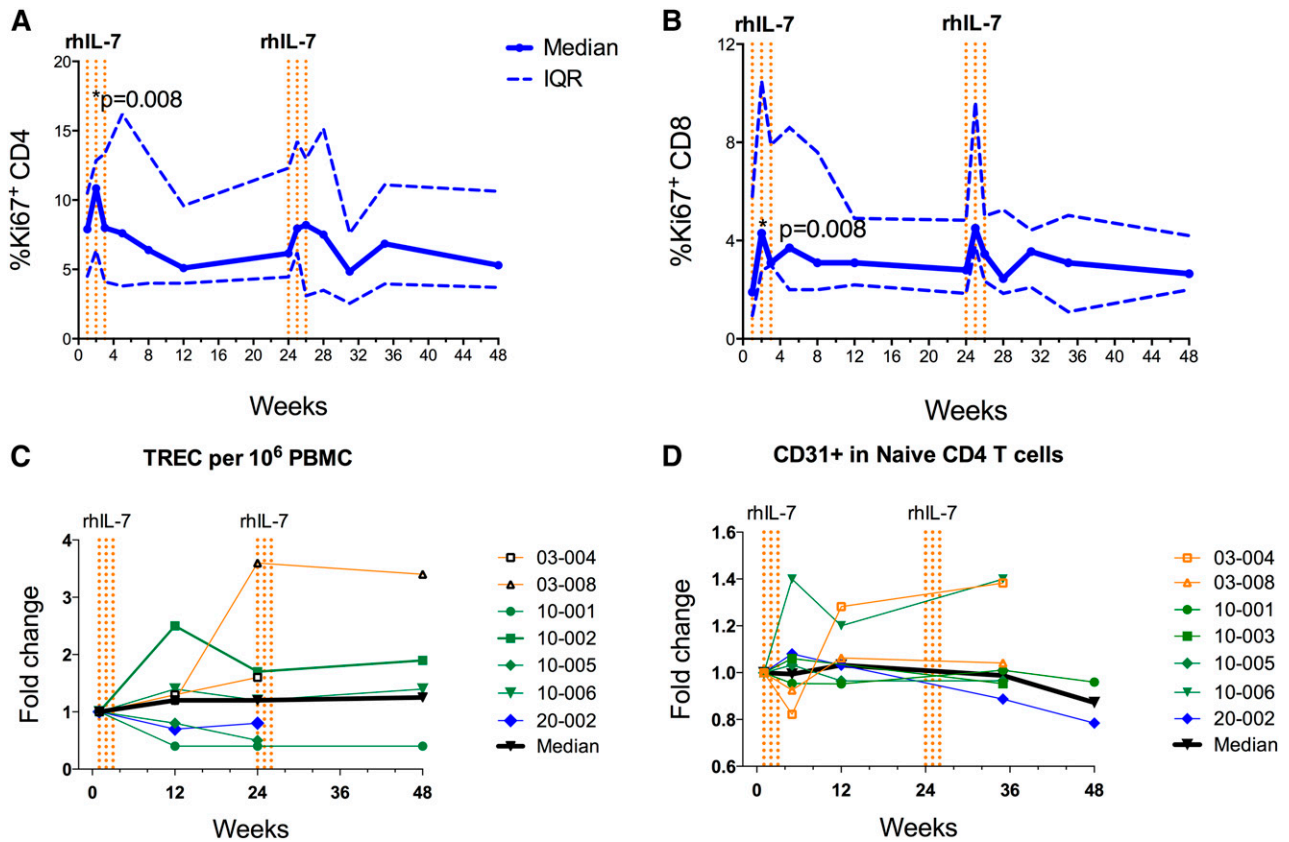 A
rhIL-7
rhIL-7
Median
IQR
*p=0.008
%Ki67⁺ CD4
20
15
10
5
0
0 4 8 12 16 20 24 28 32 36 40 44 48
Weeks
B
rhIL-7
rhIL-7
* p=0.008
%Ki67⁺ CD8
12
8
4
0
0 4 8 12 16 20 24 28 32 36 40 44 48
Weeks
C
TREC per 10⁶ PBMC
rhIL-7
rhIL-7
Fold change
4
3
2
1
0
0 12 24 36 48
Weeks
03-004
03-008
10-001
10-002
10-005
10-006
20-002
Median
D
CD31+ in Naive CD4 T cells
rhIL-7
rhIL-7
Fold change
1.6
1.4
1.2
1.0
0.8
0.6
0 12 24 36 48
Weeks
03-004
03-008
10-001
10-003
10-005
10-006
20-002
Median